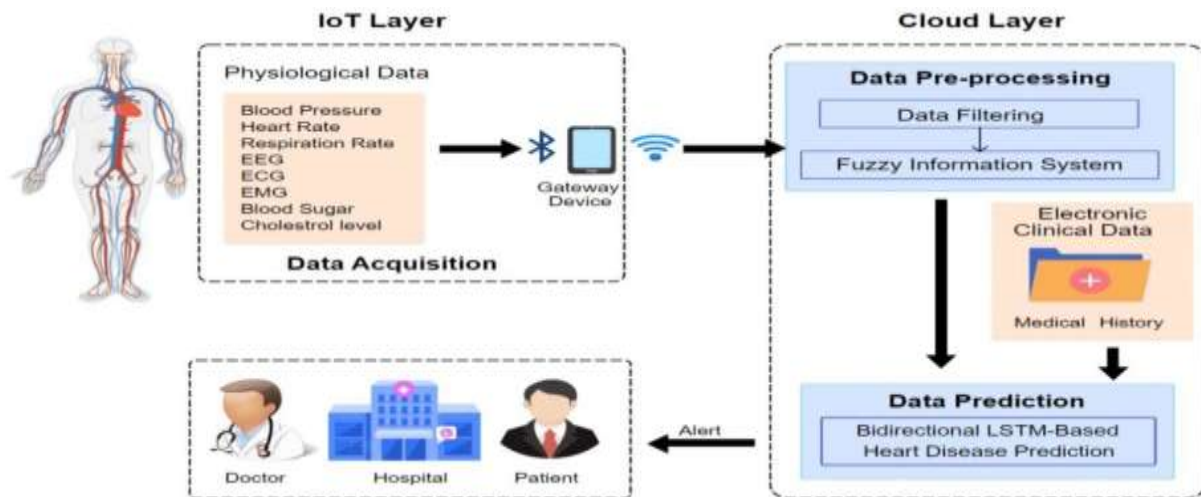 IoT Layer
Physiological Data
Blood Pressure
Heart Rate
Respiration Rate
EEG
ECG
EMG
Blood Sugar
Cholestrol level
Data Acquisition
Gateway
Device
Cloud Layer
Data Pre-processing
Data Filtering
Fuzzy Information System
Electronic
Clinical Data
Medical History
Data Prediction
Bidirectional LSTM-Based
Heart Disease Prediction
Alert
Doctor
Hospital
Patient